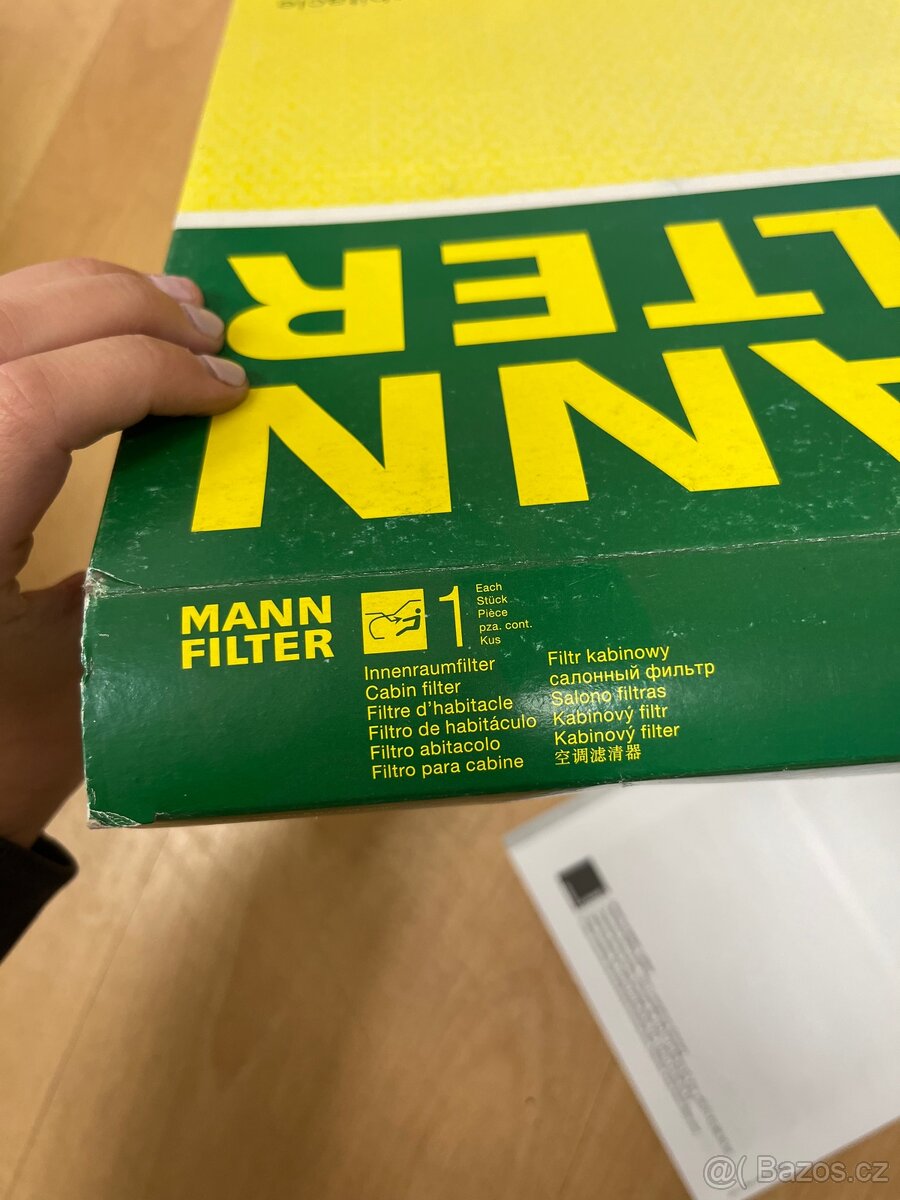 MANN
FILTER
MANN
FILTER
1
Each
Stück
Pièce
pza. cont.
Kus
Innenraumfilter
Cabin filter
Filtre d'habitacle
Filtro de habitáculo
Filtro abitacolo
Filtro para cabine
Filtr kabinowy
салонный фильтр
Salono filtras
Kabinový filtr
Kabinový filter
空调滤清器
@( Bazos.cz